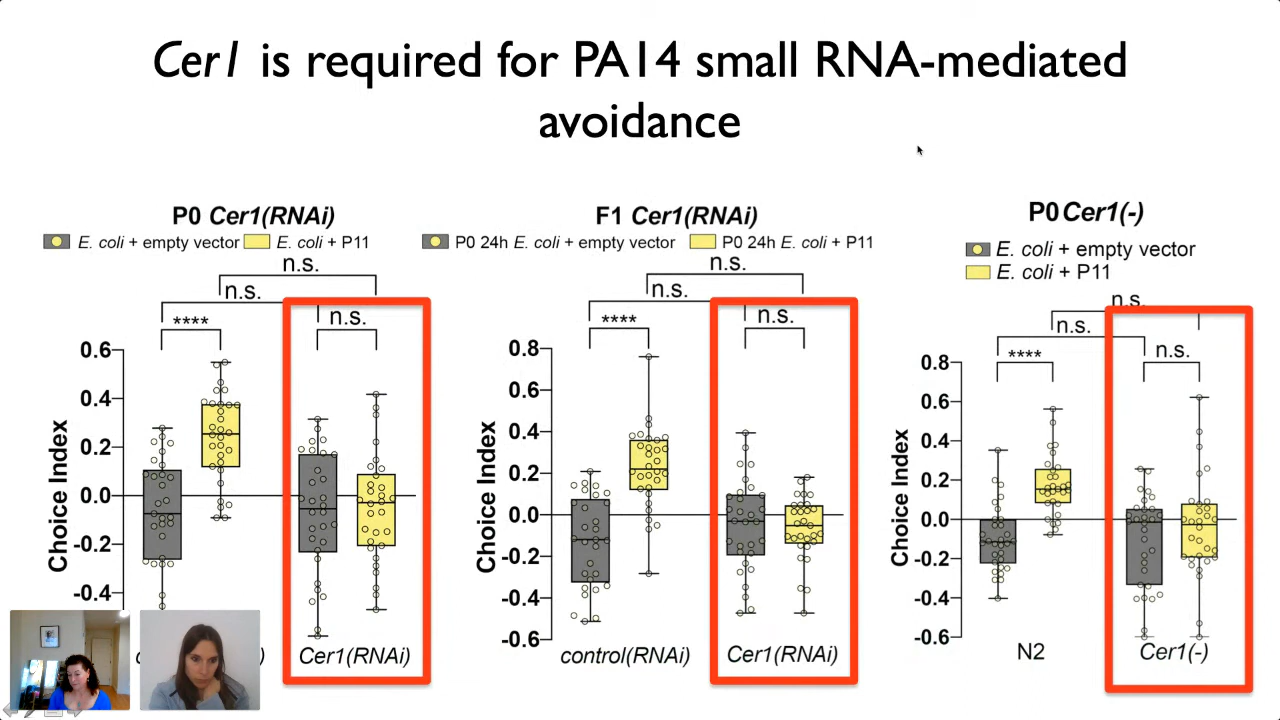 Cer1 is required for PA14 small RNA-mediated
avoidance
P0 Cer1(RNAi)
E. coli + empty vector E. coli + P11
n.s.
n.s.
****
n.s.
0.6
0.4
0.2
0.0
-0.2
-0.4
Choice Index
Cer1(RNAi)
F1 Cer1(RNAi)
P0 24h E. coli + empty vector P0 24h E. coli + P11
n.s.
n.s.
****
n.s.
0.8
0.6
0.4
0.2
0.0
-0.2
-0.4
-0.6
Choice Index
control(RNAi) Cer1(RNAi)
P0 Cer1(-)
E. coli + empty vector
E. coli + P11
n.s.
n.s.
****
n.s.
0.8
0.6
0.4
0.2
0.0
-0.2
-0.4
-0.6
Choice Index
N2 Cer1(-)